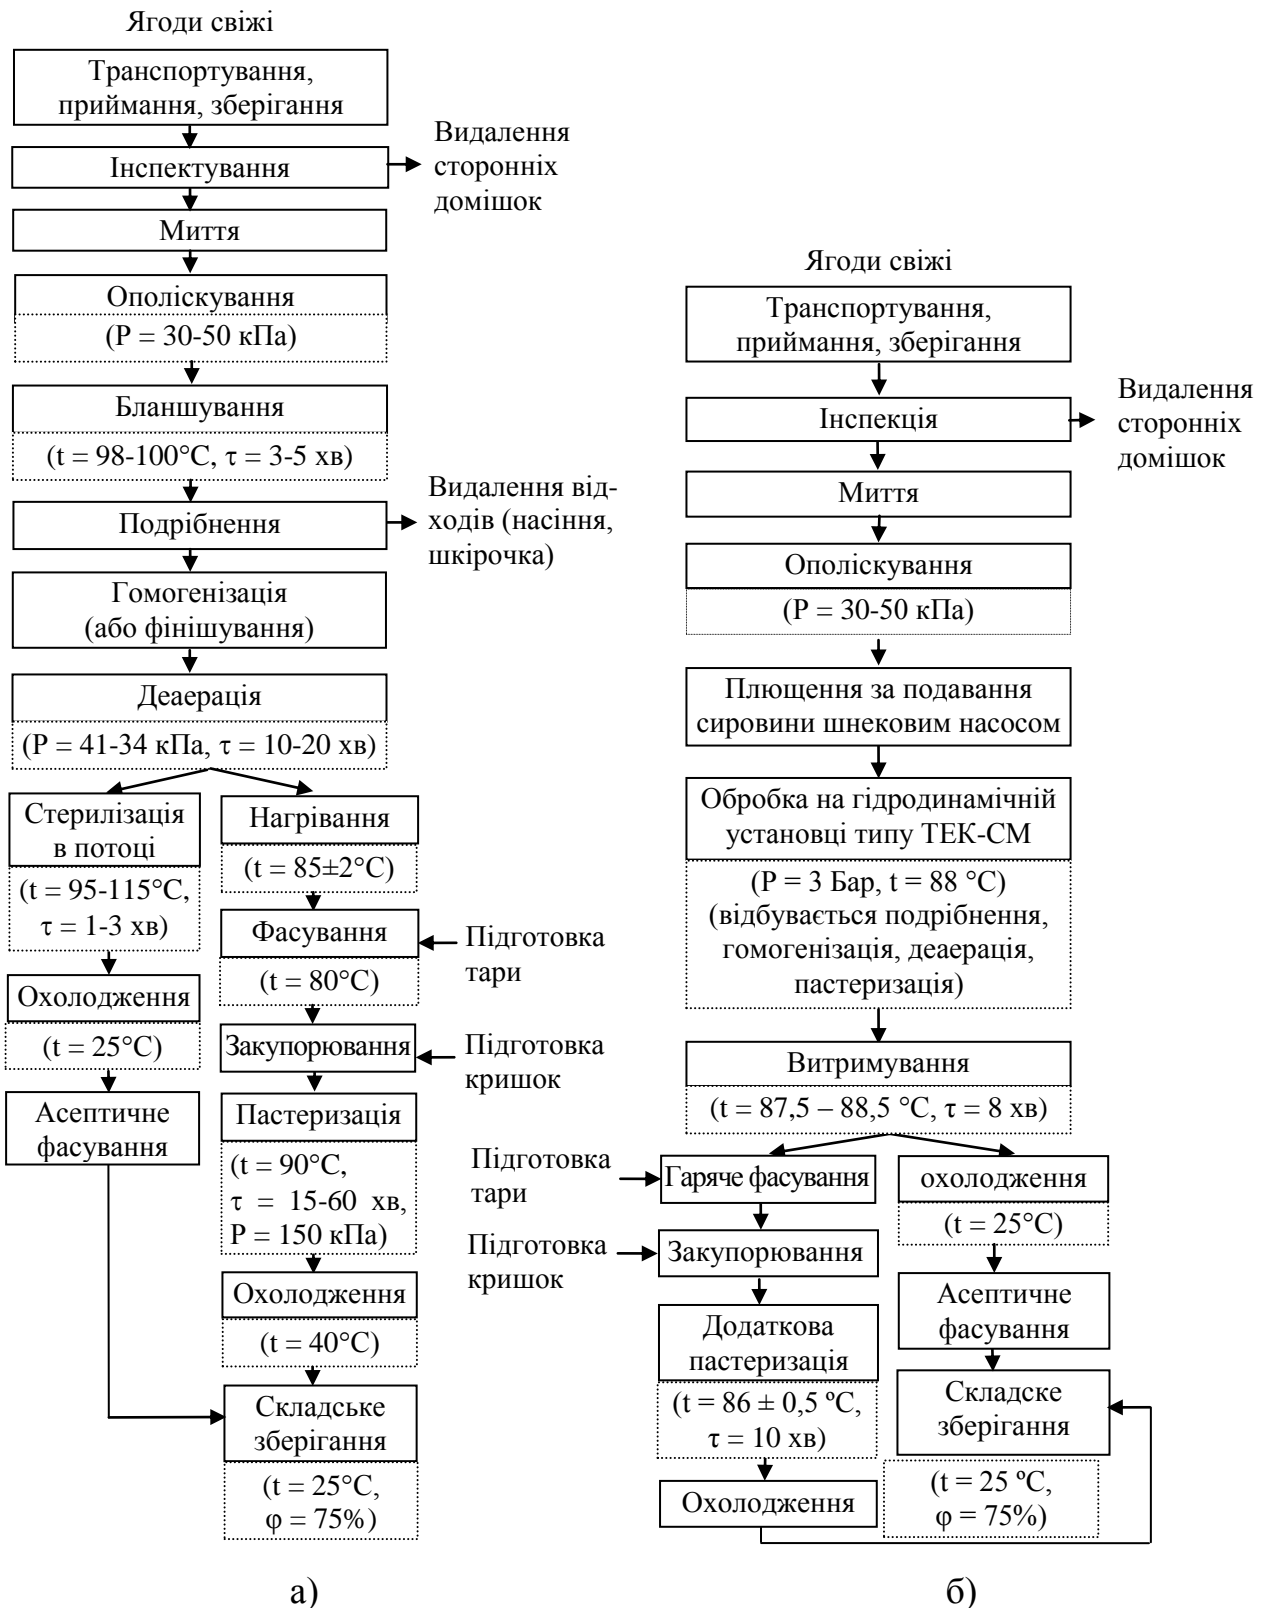 Ягоди свіжі
Транспортування,
приймання, зберігання
Інспектування
Видалення
сторонніх
домішок
Миття
Ополіскування
(P = 30-50 кПа)
Бланшування
(t = 98-100°C, τ = 3-5 хв)
Подрібнення
Видалення від-
ходів (насіння,
шкірочка)
Гомогенізація
(або фінішування)
Деаерація
(P = 41-34 кПа, τ = 10-20 хв)
Стерилізація
в потоці
(t = 95-115°C,
τ = 1-3 хв)
Охолодження
(t = 25°C)
Асептичне
фасування
Нагрівання
(t = 85±2°C)
Фасування
(t = 80°C)
Підготовка
тари
Закупорювання
Підготовка
кришок
Пастеризація
(t = 90°C,
τ = 15-60 хв,
P = 150 кПа)
Охолодження
(t = 40°C)
Складське
зберігання
(t = 25°C,
φ = 75%)
а)
Ягоди свіжі
Транспортування,
приймання, зберігання
Інспекція
Видалення
сторонніх
домішок
Миття
Ополіскування
(P = 30-50 кПа)
Плющення за подавання
сировини шнековим насосом
Обробка на гідродинамічній
установці типу ТЕК-СМ
(P = 3 Бар, t = 88 °C)
(відбувається подрібнення,
гомогенізація, деаерація,
пастеризація)
Витримування
(t = 87,5 – 88,5 °C, τ = 8 хв)
Підготовка
тари
Гаряче фасування
Підготовка
кришок
Закупорювання
Додаткова
пастеризація
(t = 86 ± 0,5 ºC,
τ = 10 хв)
Охолодження
охолодження
(t = 25°C)
Асептичне
фасування
Складске
зберігання
(t = 25 ºC,
φ = 75%)
б)